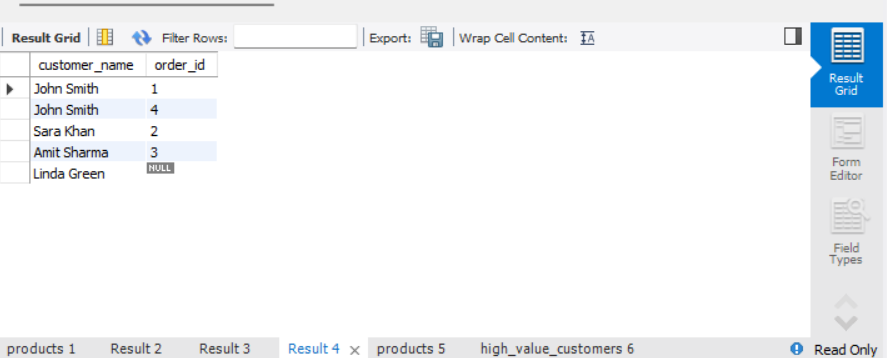 Result Grid Filter Rows: Export: Wrap Cell Content: IA
customer_name order_id
John Smith 1
John Smith 4
Sara Khan 2
Amit Sharma 3
Linda Green NULL
Result
Grid
Form
Editor
Field
Types
products 1 Result 2 Result 3 Result 4 × products 5 high_value_customers 6 Read Only